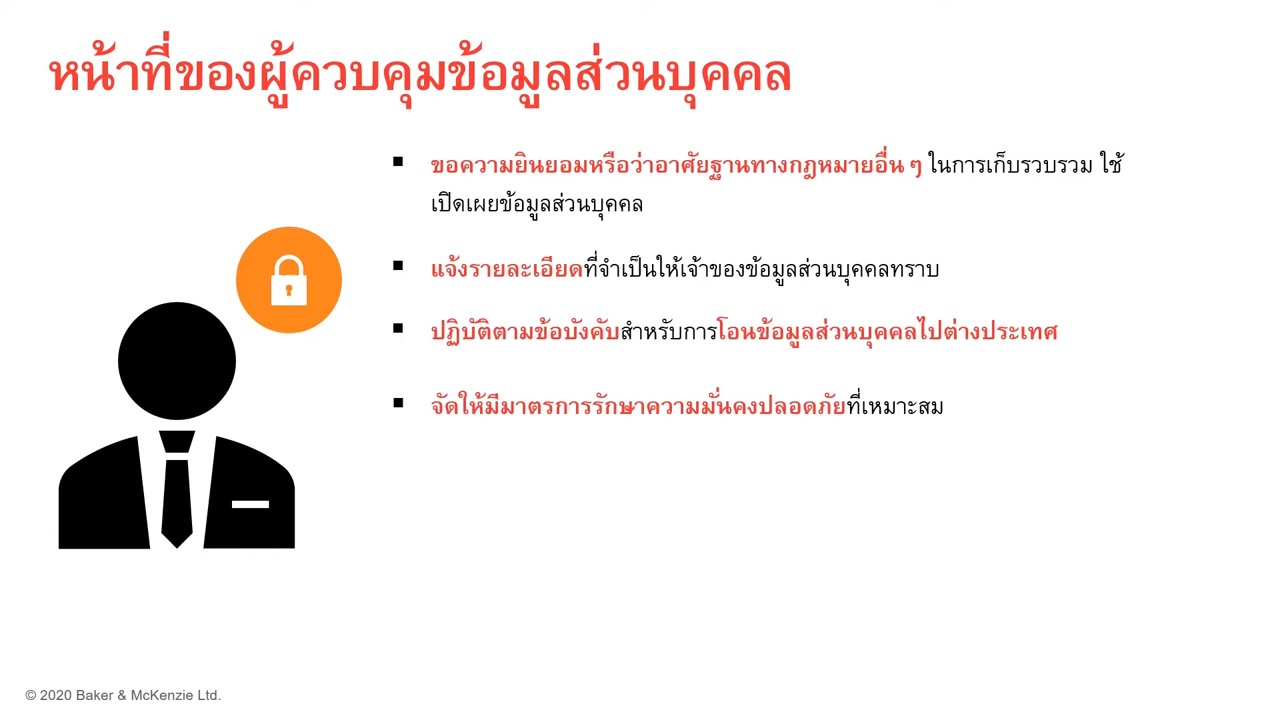 หน้าที่ของผู้ควบคุมข้อมูลส่วนบุคคล
▪ ขอความยินยอมหรือว่าอาศัยฐานทางกฎหมายอื่น ๆ ในการเก็บรวบรวม ใช้
เปิดเผยข้อมูลส่วนบุคคล
▪ แจ้งรายละเอียดที่จำเป็นให้เจ้าของข้อมูลส่วนบุคคลทราบ
▪ ปฏิบัติตามข้อบังคับสำหรับการโอนข้อมูลส่วนบุคคลไปต่างประเทศ
▪ จัดให้มีมาตรการรักษาความมั่นคงปลอดภัยที่เหมาะสม
© 2020 Baker & McKenzie Ltd.